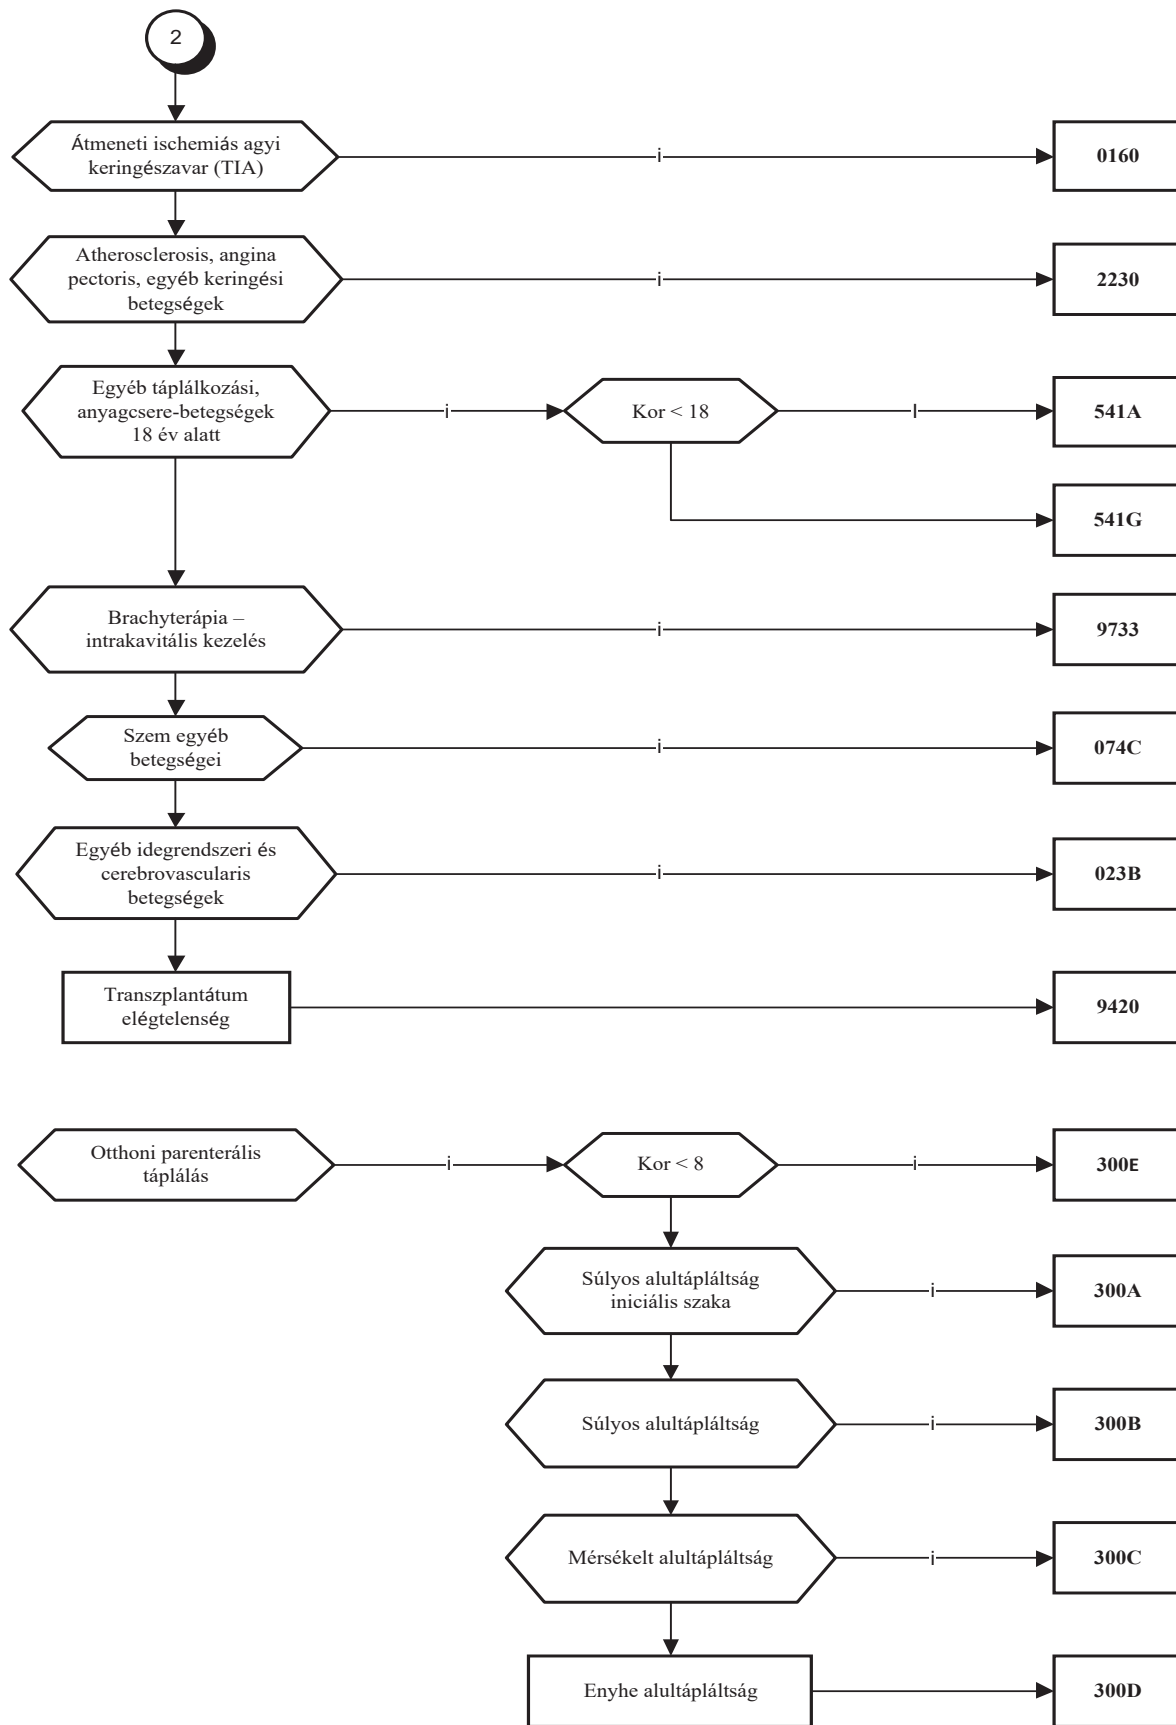 2
Átmeneti ischemiás agyi
keringészavar (TIA)
i
0160
Atherosclerosis, angina
pectoris, egyéb keringési
betegségek
i
2230
Egyéb táplálkozási,
anyagcsere-betegségek
18 év alatt
i
Kor < 18
I
541A
541G
Brachyterápia –
intrakavitális kezelés
i
9733
Szem egyéb
betegségei
i
074C
Egyéb idegrendszeri és
cerebrovascularis
betegségek
i
023B
Transzplantátum
elégtelenség
9420
Otthoni parenterális
táplálás
i
Kor < 8
i
300E
Súlyos alultápláltság
iniciális szaka
i
300A
Súlyos alultápláltság
i
300B
Mérsékelt alultápláltság
i
300C
Enyhe alultápláltság
300D